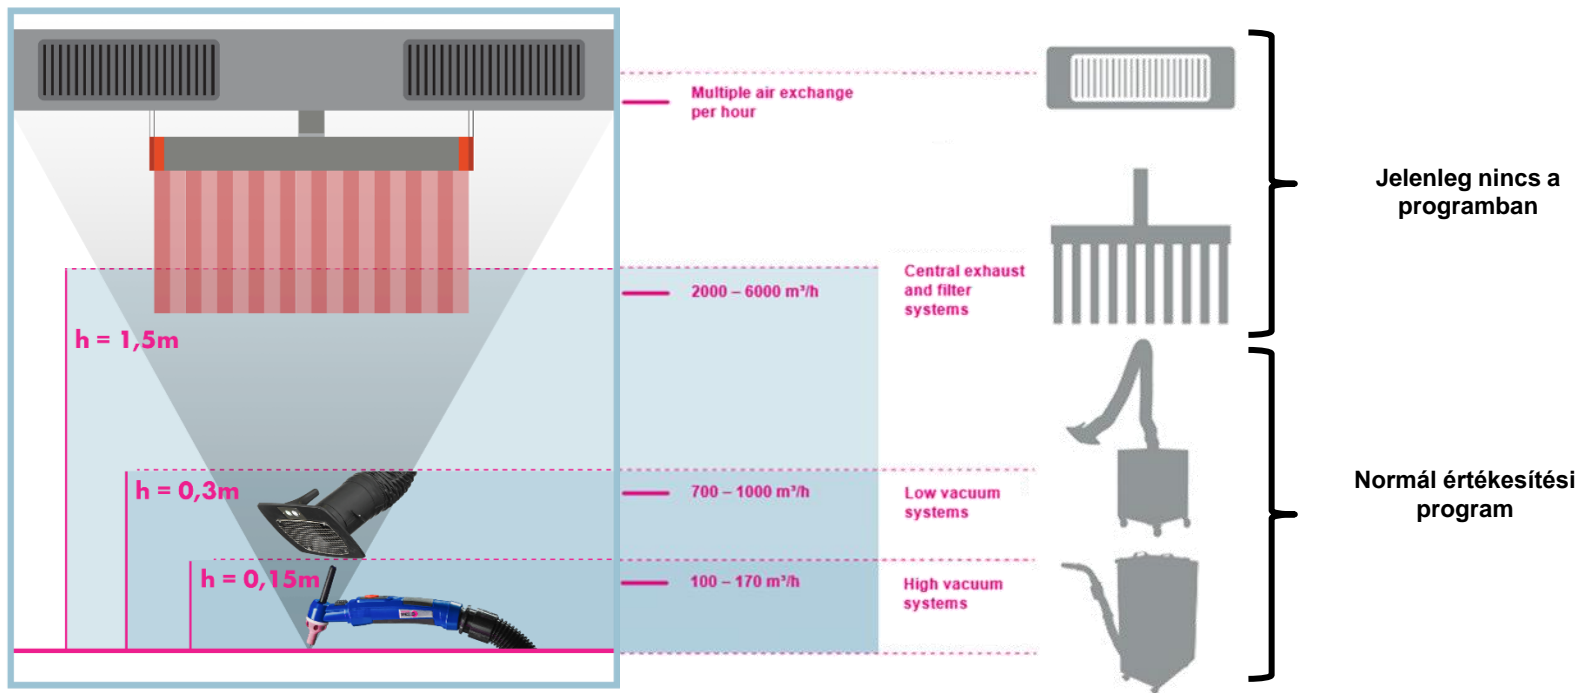 Multiple air exchange
per hour
Jelenleg nincs a
programban
2000 – 6000 m³/h
Central exhaust
and filter
systems
h = 1,5m
h = 0,3m
700 – 1000 m³/h
Low vacuum
systems
Normál értékesítési
program
h = 0,15m
100 – 170 m³/h
High vacuum
systems